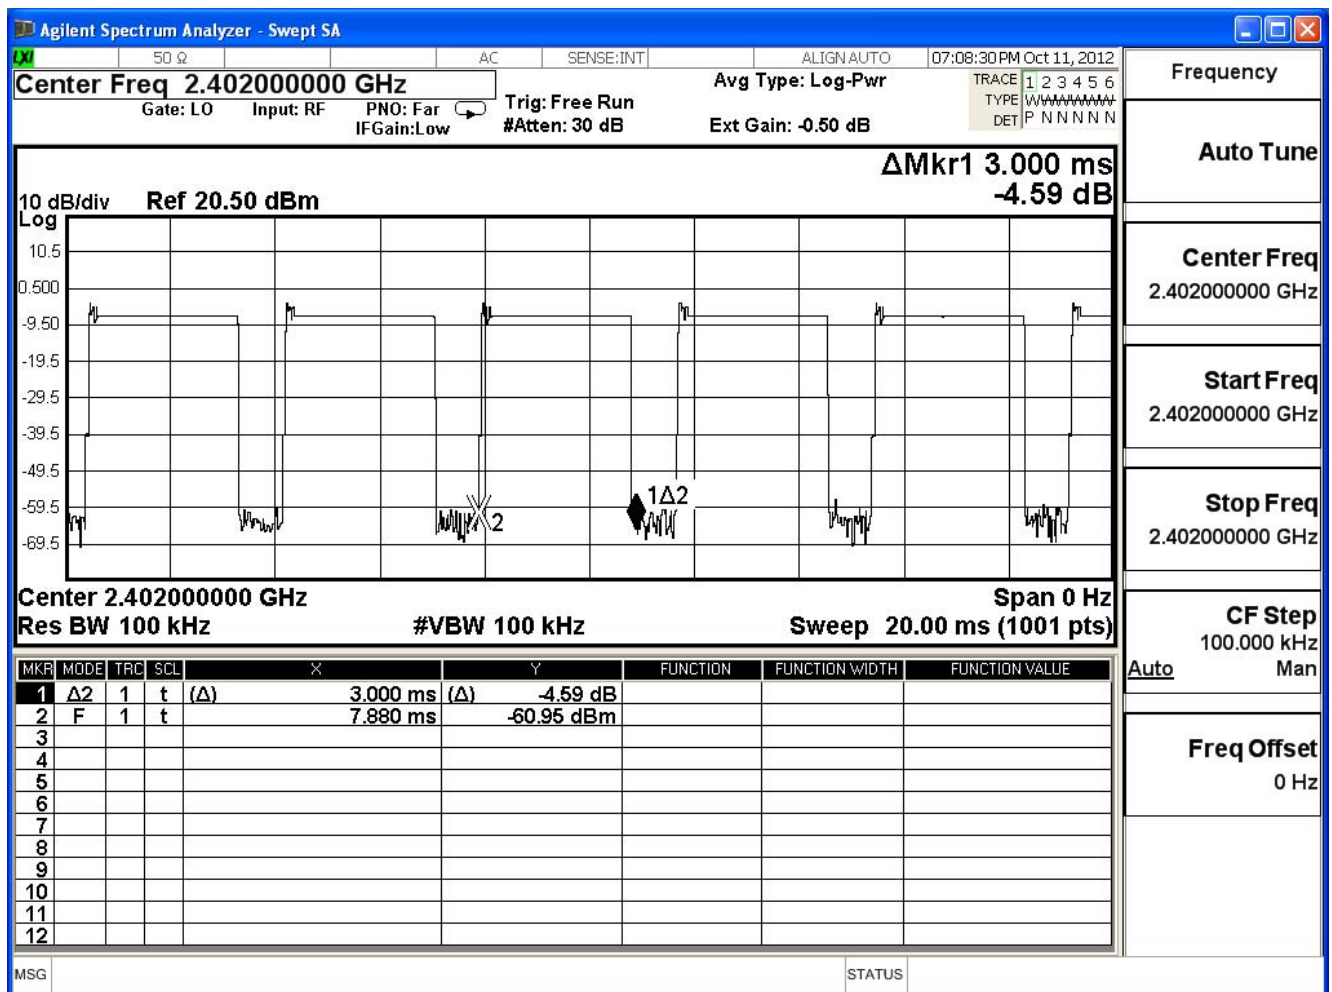 Agilent Spectrum Analyzer - Swept SA
LXI 50 Ω AC SENSE:INT ALIGN AUTO 07:08:30 PM Oct 11, 2012
Center Freq 2.402000000 GHz
Gate: LO Input: RF PNO: Far
IFGain:Low
Trig: Free Run
#Atten: 30 dB
Avg Type: Log-Pwr
Ext Gain: -0.50 dB
TRACE 1 2 3 4 5 6
TYPE WWWWWW
DET P N N N N N
ΔMkr1 3.000 ms
-4.59 dB
10 dB/div Ref 20.50 dBm
Log
10.5
0.500
-9.50
-19.5
-29.5
-39.5
-49.5
-59.5
-69.5
1Δ2
2
Center 2.402000000 GHz Span 0 Hz
Res BW 100 kHz #VBW 100 kHz Sweep 20.00 ms (1001 pts)
MKR MODE TRC SCL X Y FUNCTION FUNCTION WIDTH FUNCTION VALUE
1 Δ2 1 t (Δ) 3.000 ms (Δ) -4.59 dB
2 F 1 t 7.880 ms -60.95 dBm
3
4
5
6
7
8
9
10
11
12
MSG STATUS
Frequency
Auto Tune
Center Freq
2.402000000 GHz
Start Freq
2.402000000 GHz
Stop Freq
2.402000000 GHz
CF Step
100.000 kHz
Auto Man
Freq Offset
0 Hz